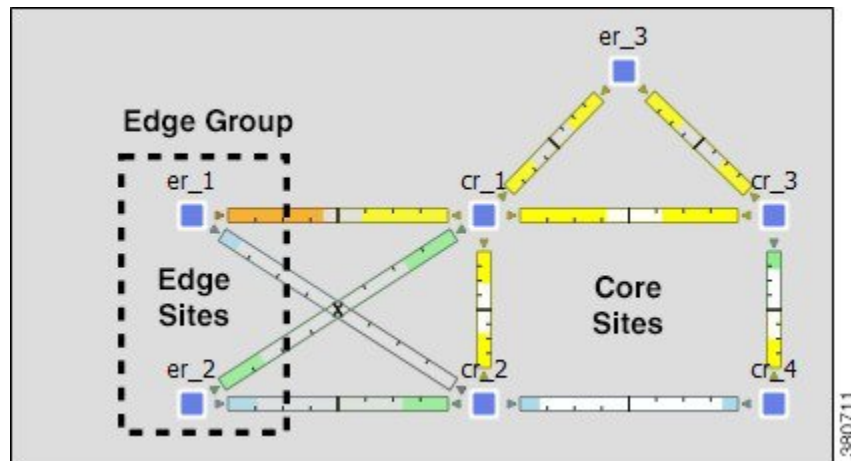 er_3
Edge Group
er_1
cr_1
cr_3
Edge
Sites
Core
Sites
X
er_2
cr_2
cr_4
380711